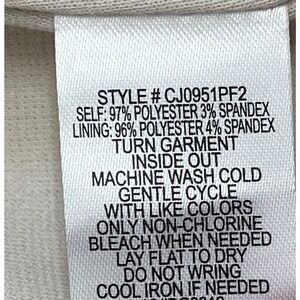 STYLE # CJ0951PF2
SELF: 97% POLYESTER 3% SPANDEX
LINING: 96% POLYESTER 4% SPANDEX
TURN GARMENT
INSIDE OUT
MACHINE WASH COLD
GENTLE CYCLE
WITH LIKE COLORS
ONLY NON-CHLORINE
BLEACH WHEN NEEDED
LAY FLAT TO DRY
DO NOT WRING
COOL IRON IF NEEDED